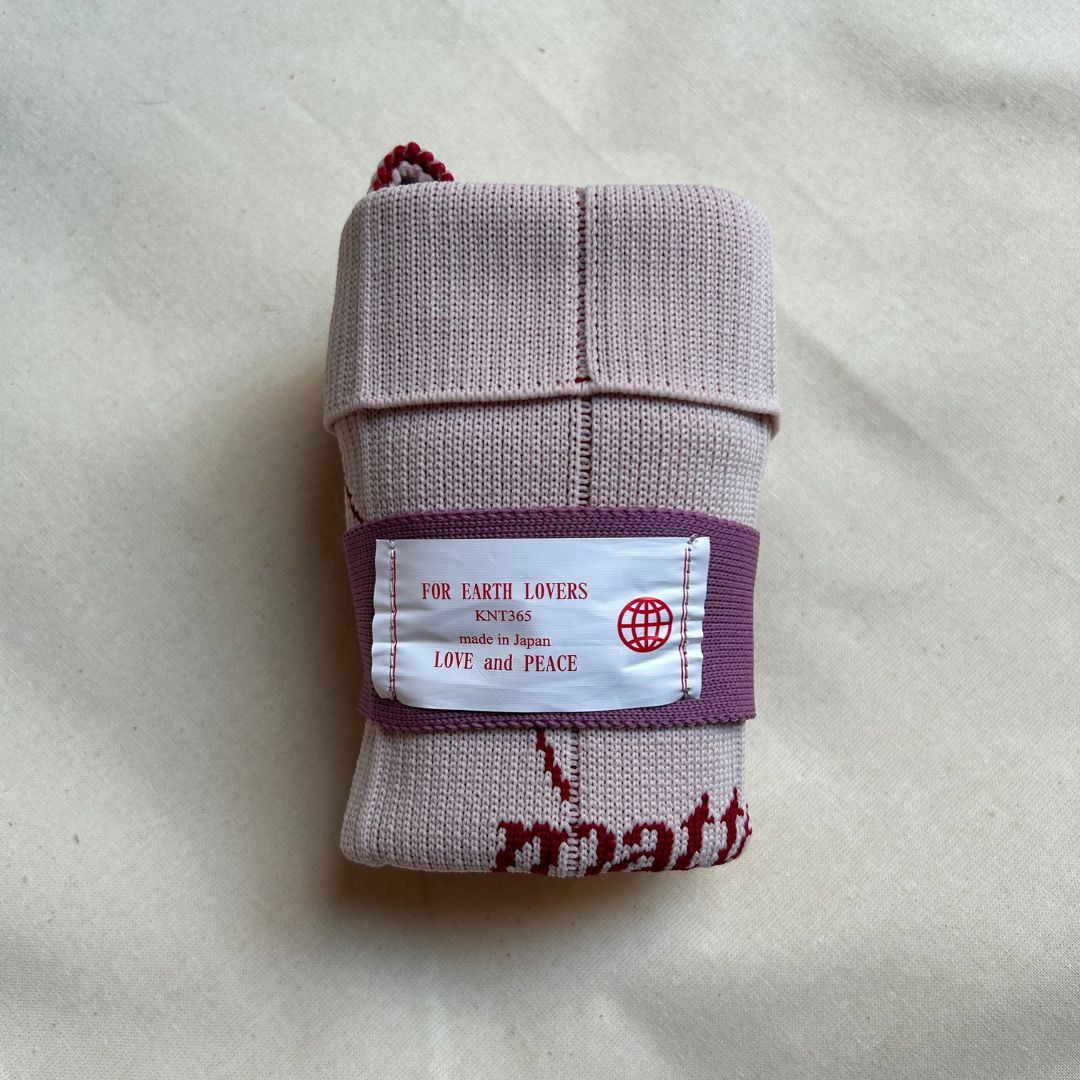 FOR EARTH LOVERS
KNT365
made in Japan
LOVE and PEACE